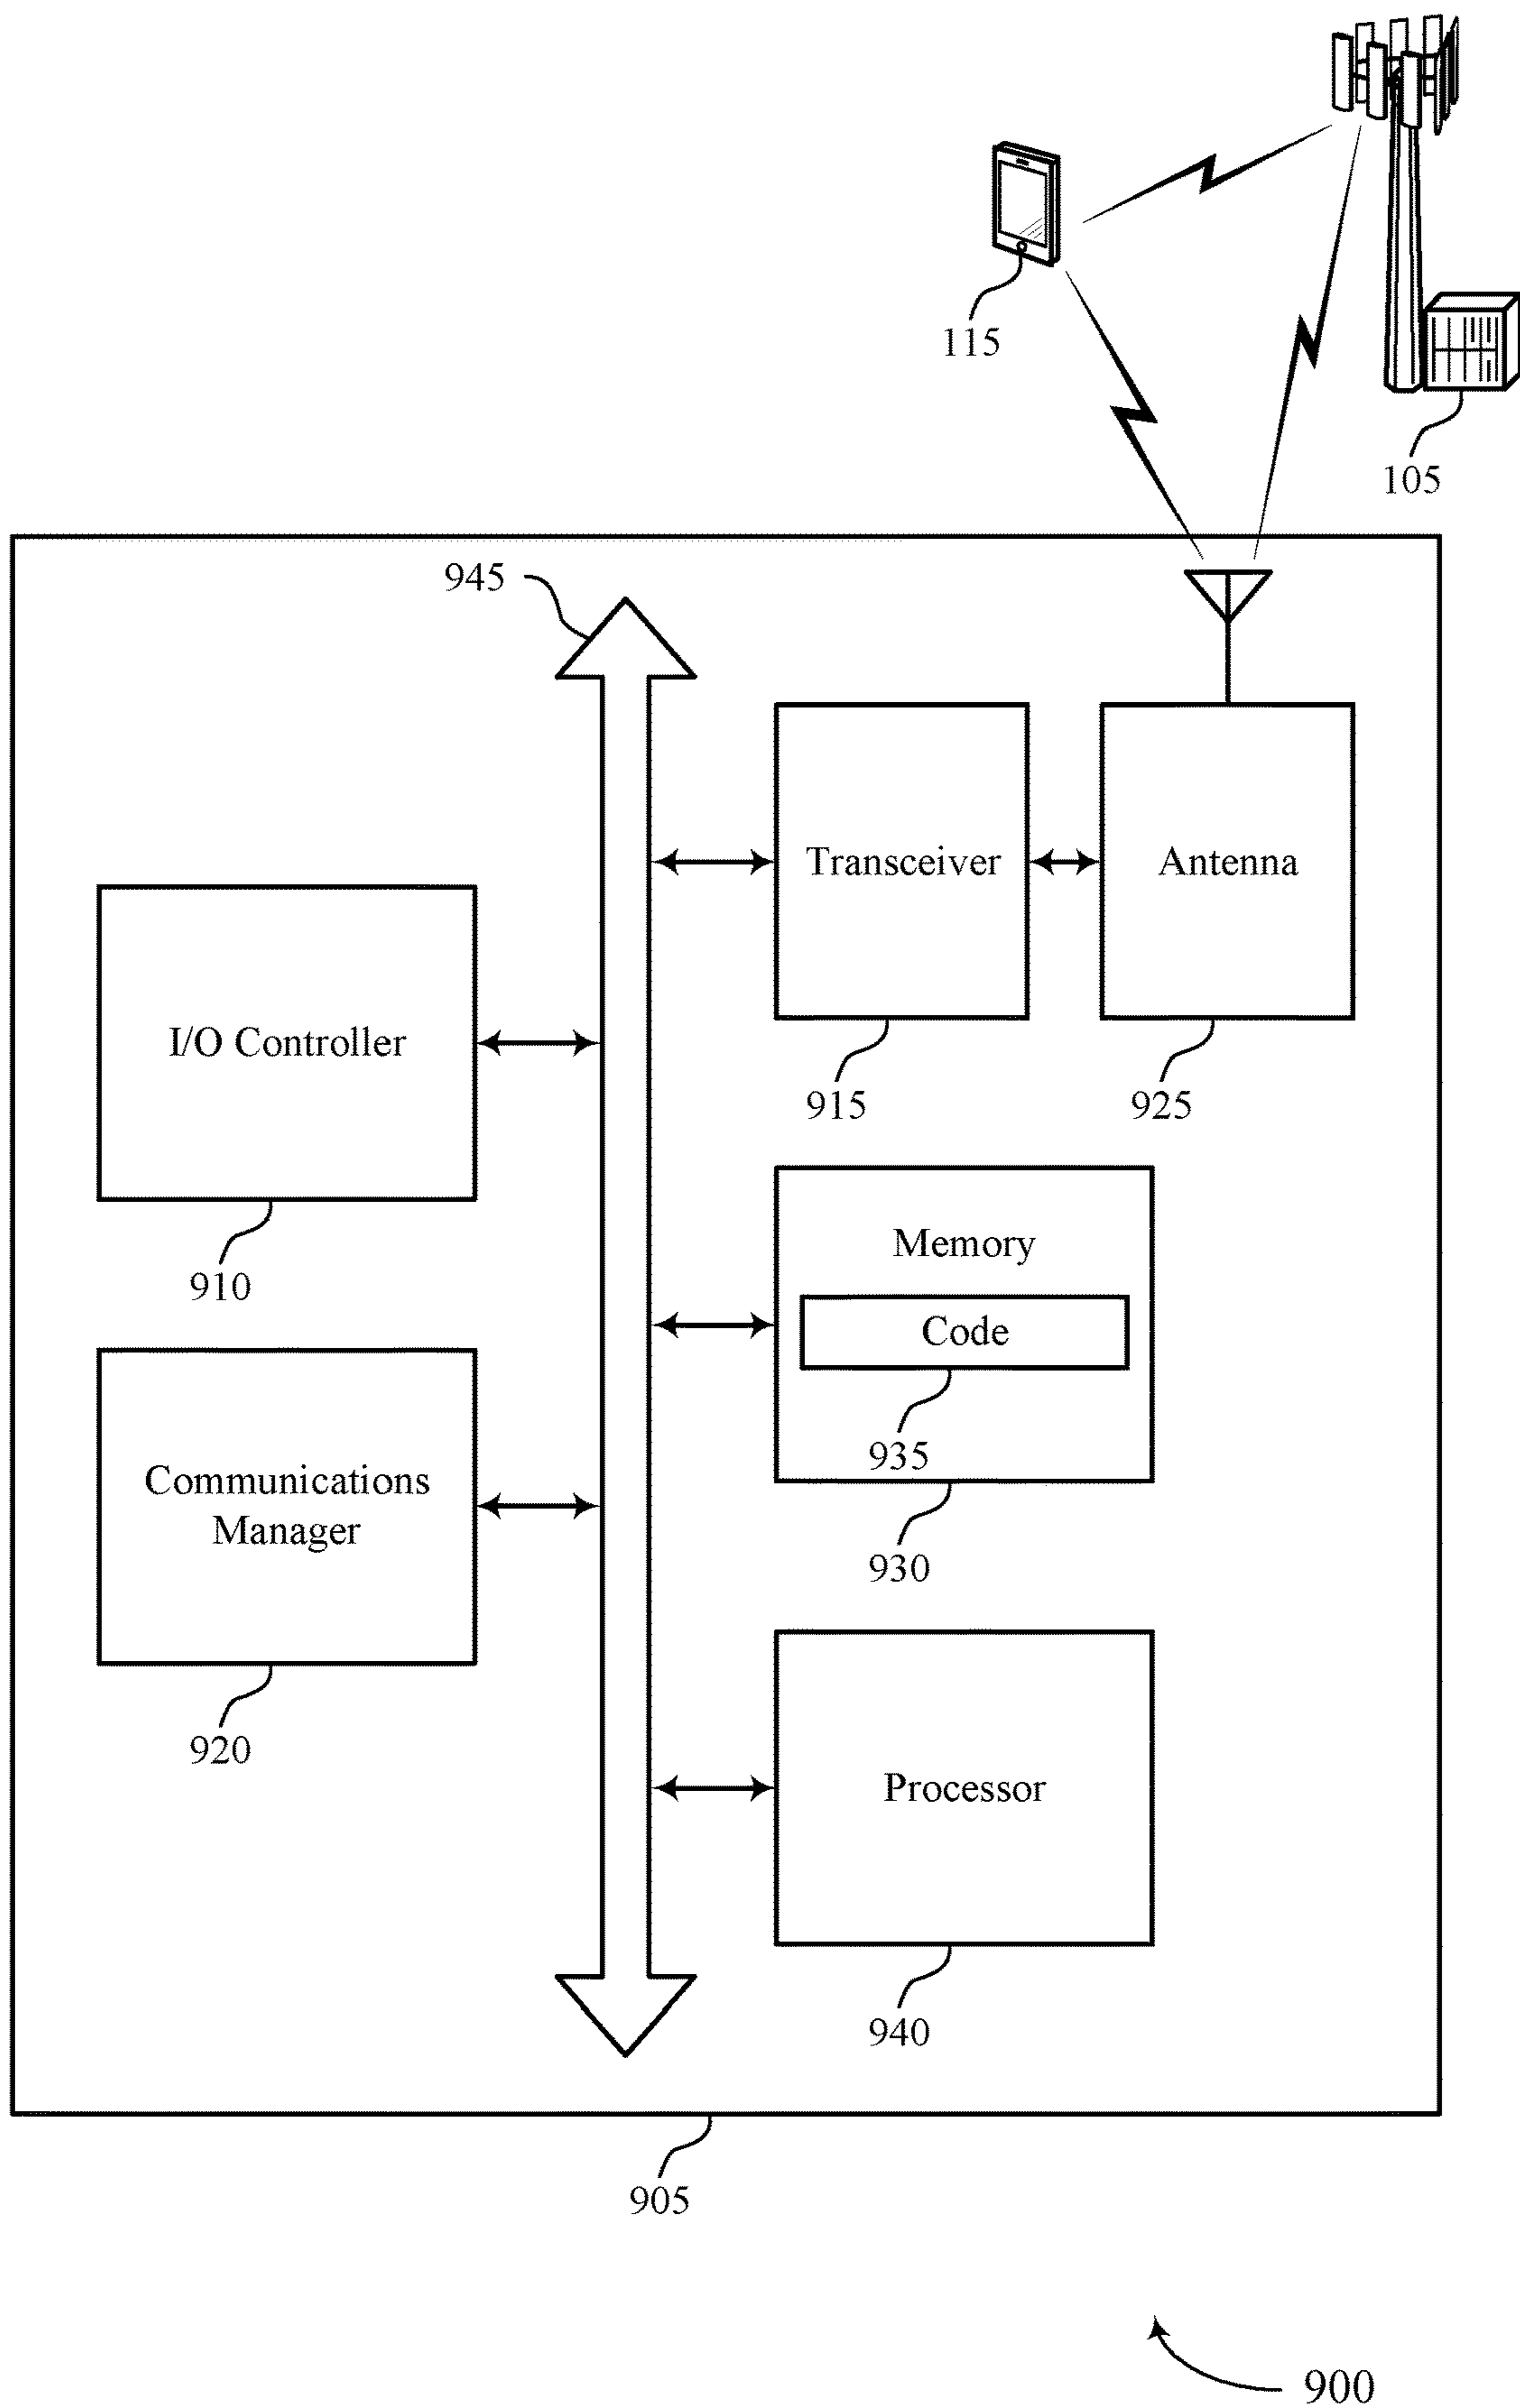 115
105
945
Transceiver
Antenna
I/O Controller
915
925
910
Memory
Code
935
Communications
Manager
930
920
Processor
940
905
900